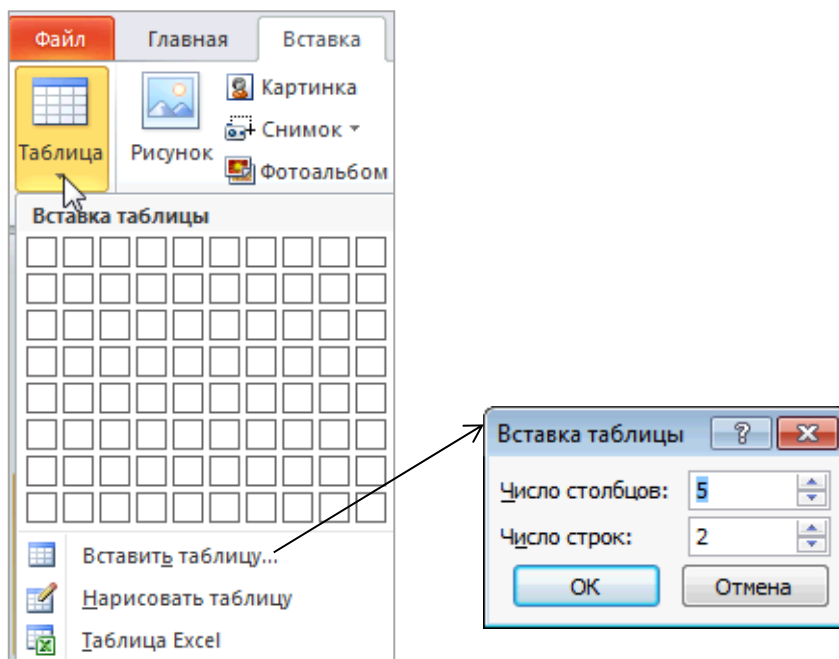 Файл Главная Вставка
Таблица
Рисунок
Картинка
Снимок
Фотоальбом
Вставка таблицы
Вставить таблицу...
Нарисовать таблицу
Таблица Excel
Вставка таблицы ?
Число столбцов: 5
Число строк: 2
ОК Отмена